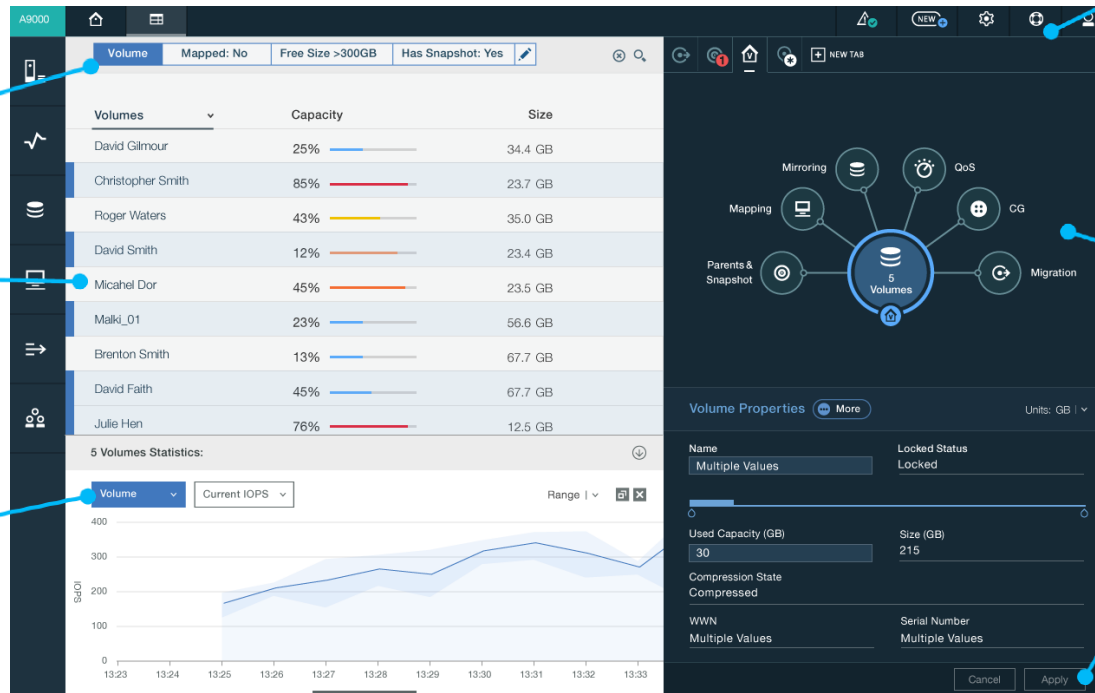 A9000
NEW
Volume Mapped: No Free Size >300GB Has Snapshot: Yes
Volumes Capacity Size
David Gilmour 25% 34.4 GB
Christopher Smith 85% 23.7 GB
Roger Waters 43% 35.0 GB
David Smith 12% 23.4 GB
Micahel Dor 45% 23.5 GB
Malki_01 23% 56.6 GB
Brenton Smith 13% 67.7 GB
David Faith 45% 67.7 GB
Julie Hen 76% 12.5 GB
5 Volumes Statistics:
Volume Current IOPS Range
400
300
200
100
0
IOPS
13:23 13:24 13:25 13:26 13:27 13:28 13:29 13:30 13:31 13:32 13:33
1
NEW TAB
Mirroring QoS
Mapping CG
Parents &
Snapshot
Migration
5
Volumes
V
Volume Properties More Units: GB
Name Locked Status
Multiple Values Locked
Used Capacity (GB) Size (GB)
30 215
Compression State
Compressed
WWN Serial Number
Multiple Values Multiple Values
Cancel Apply